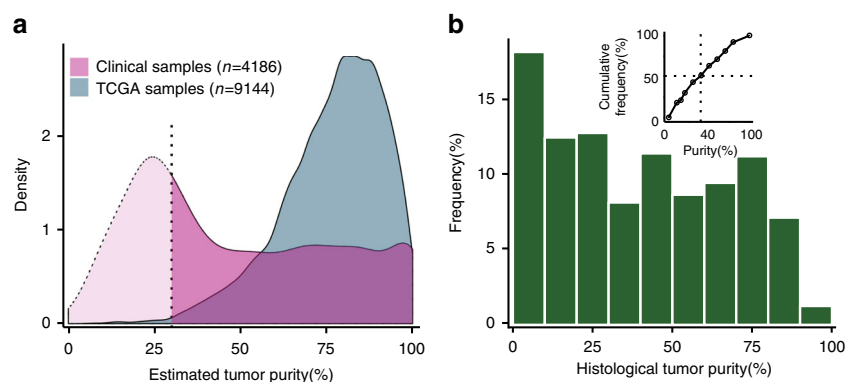 a
Clinical samples (n=4186)
TCGA samples (n=9144)
Density
2
1
0
0 25 50 75 100
Estimated tumor purity(%)
b
Frequency(%)
15
10
5
0
0 25 50 75 100
Histological tumor purity(%)
Cumulative
frequency(%)
100
50
0
0 40 100
Purity(%)